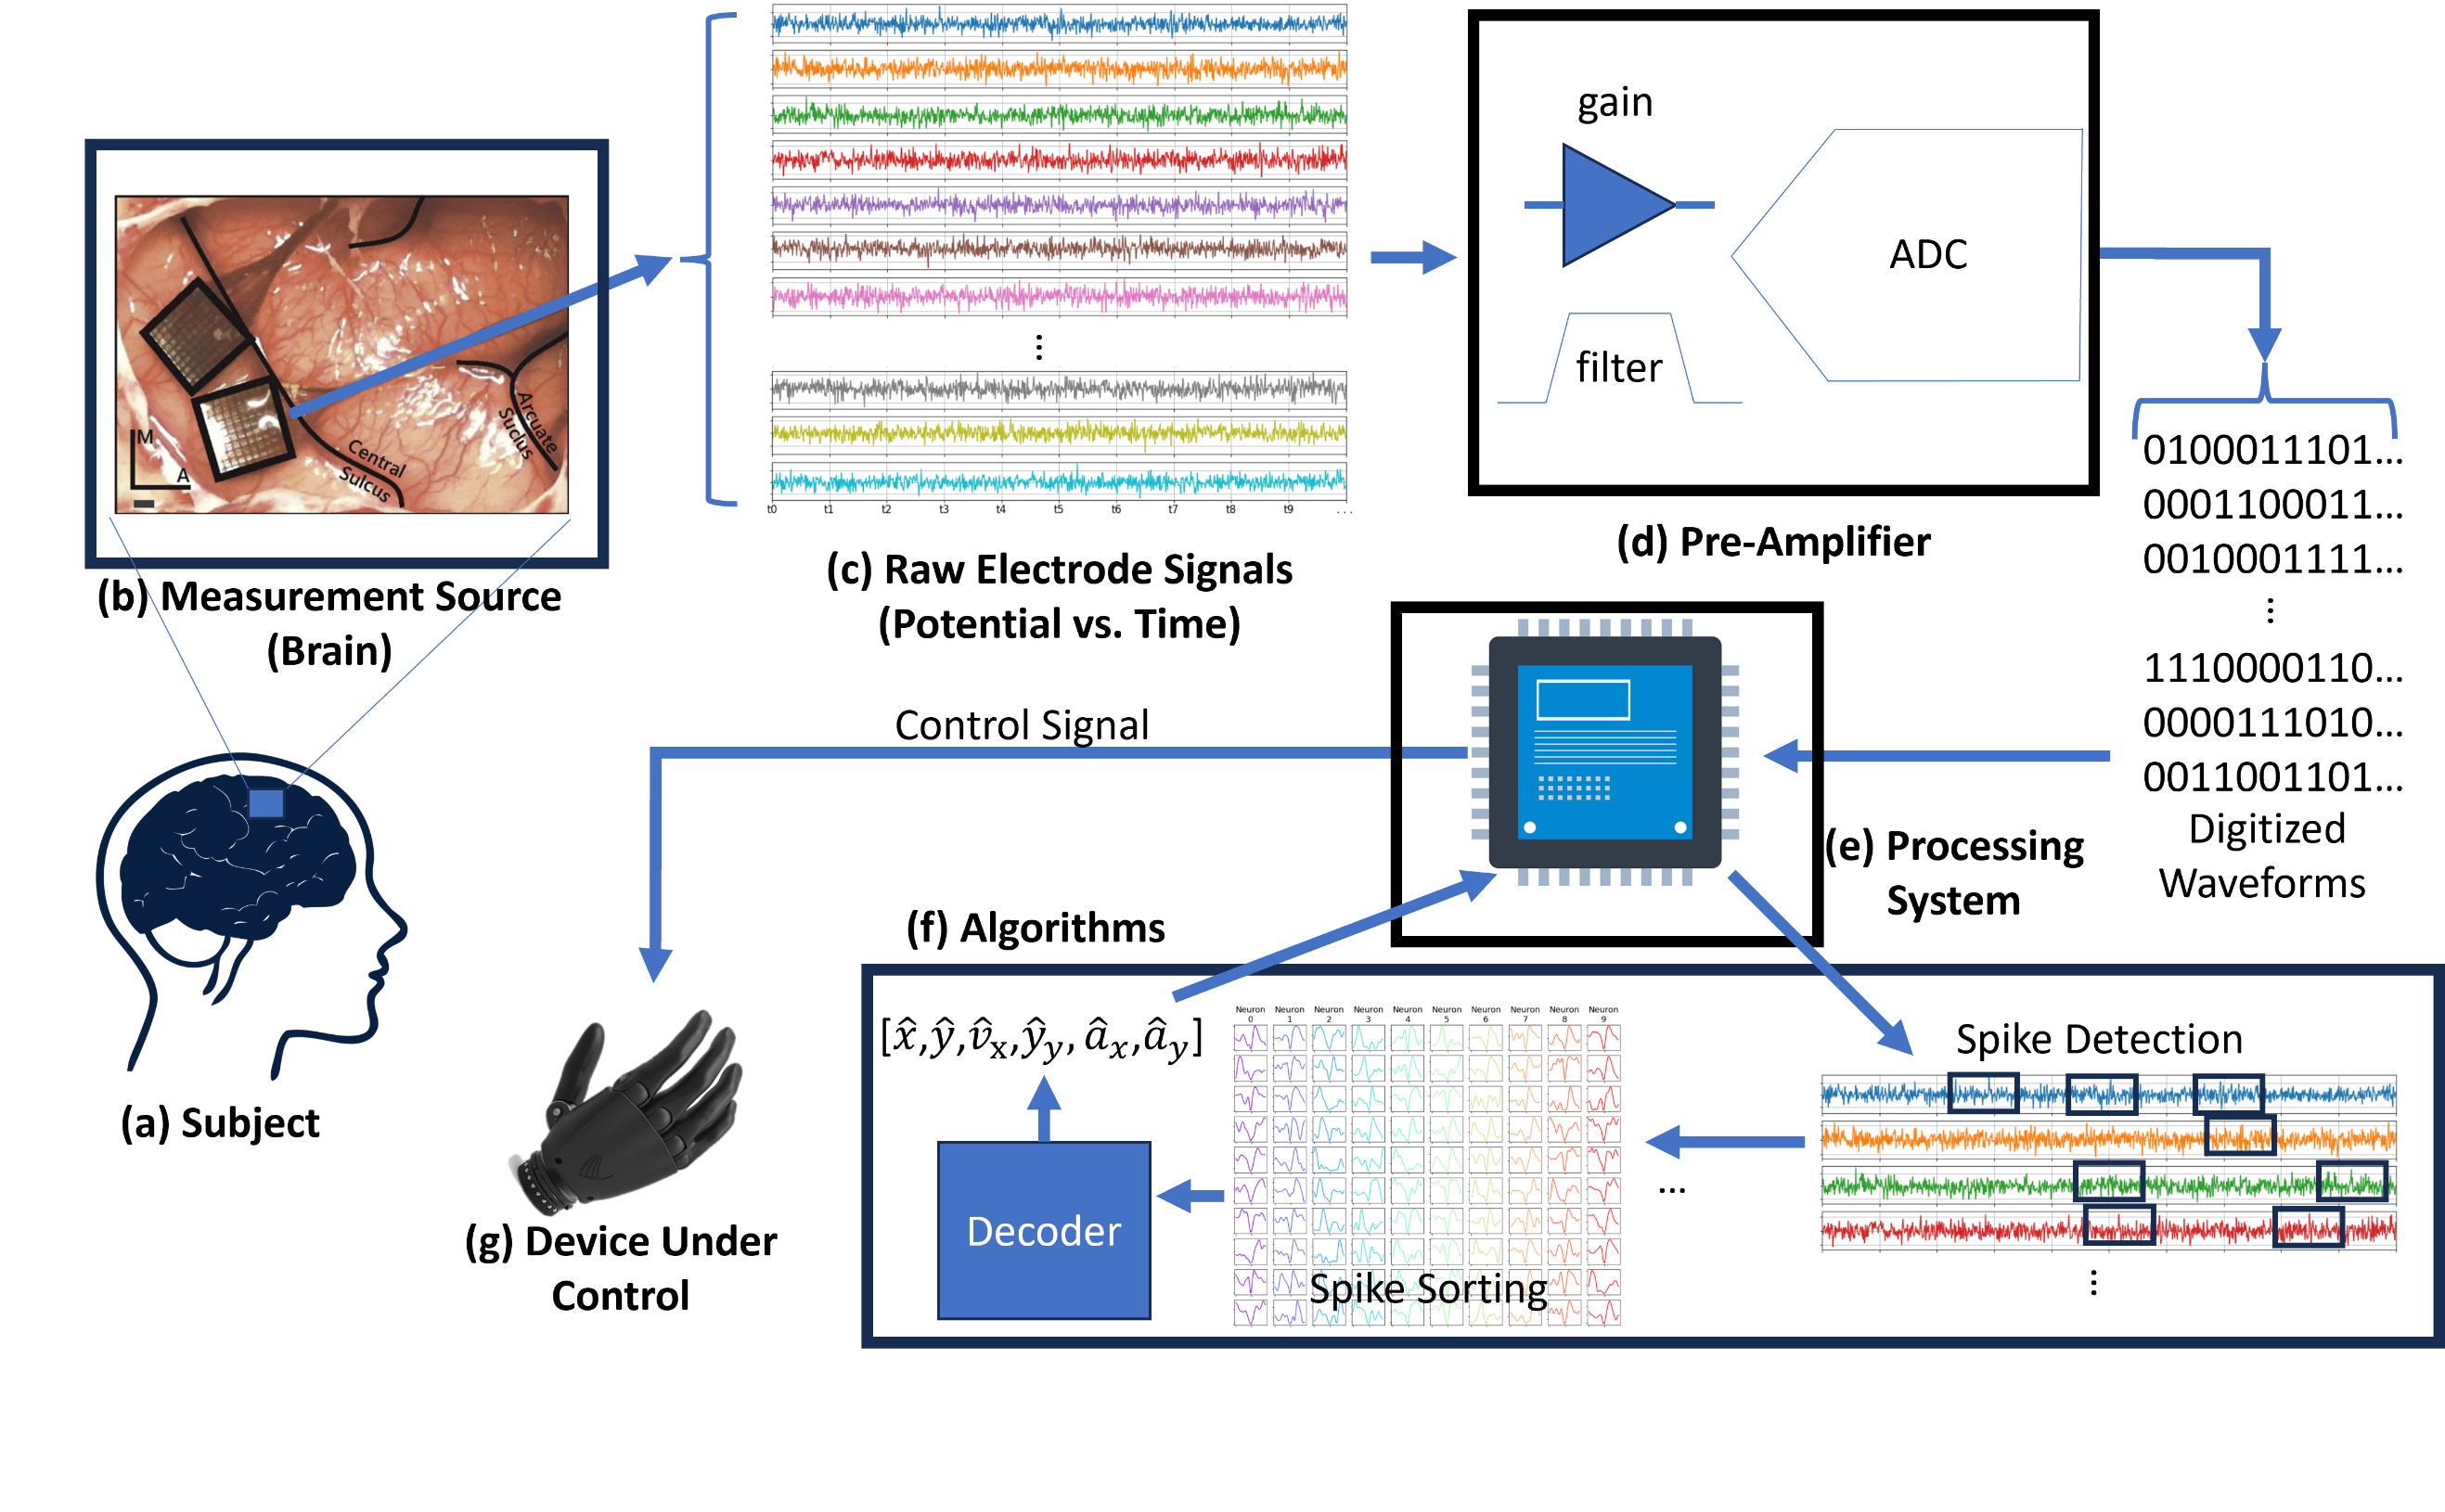 M
A
Central
Sulcus
Arcuate
Suclus
(b) Measurement Source
(Brain)
(a) Subject
⋮
t0 t1 t2 t3 t4 t5 t6 t7 t8 t9 ...
(c) Raw Electrode Signals
(Potential vs. Time)
gain
filter
ADC
(d) Pre-Amplifier
0100011101...
0001100011...
0010001111...
⋮
1110000110...
0000111010...
0011001101...
Digitized
Waveforms
(e) Processing
System
Control Signal
(g) Device Under
Control
(f) Algorithms
[x̂,ŷ,v̂x,ŷy,âx,ây]
Decoder
Neuron Neuron Neuron Neuron Neuron Neuron Neuron Neuron Neuron Neuron
0 1 2 3 4 5 6 7 8 9
Spike Sorting
...
Spike Detection
⋮